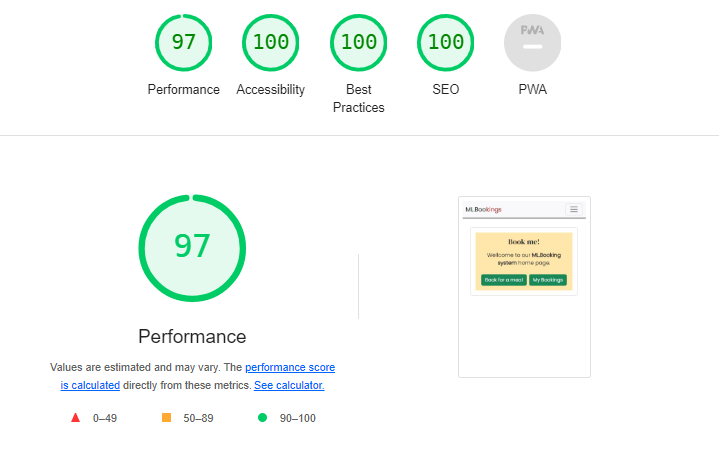 97 100 100 100 PWA
Performance Accessibility Best Practices SEO PWA
97
Performance
Values are estimated and may vary. The performance score
is calculated directly from these metrics. See calculator.
0–49 50–89 90–100
MLBookings
Book me!
Wellcome to our MLBooking
system home page.
Book for a meal My Bookings